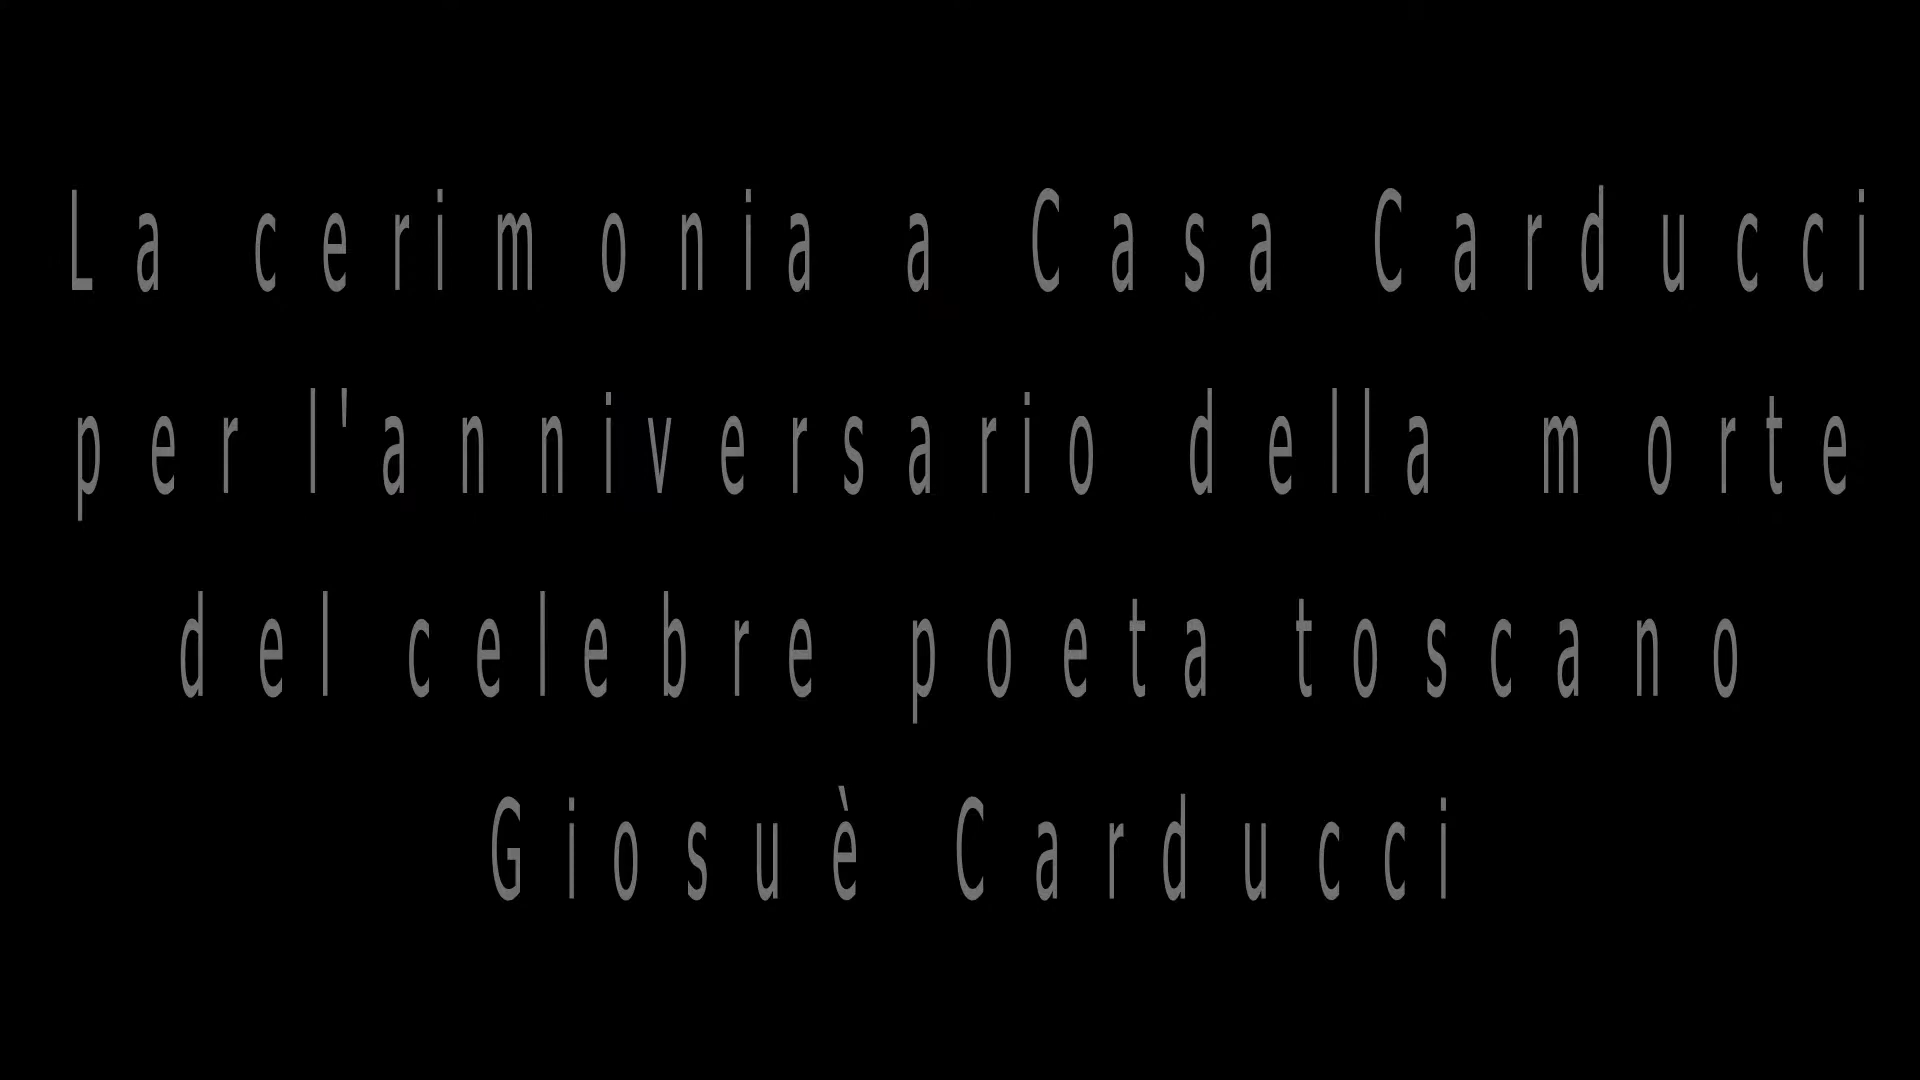 La cerimonia a Casa Carducci
per l'anniversario della morte
del celebre poeta toscano
Giosuè Carducci